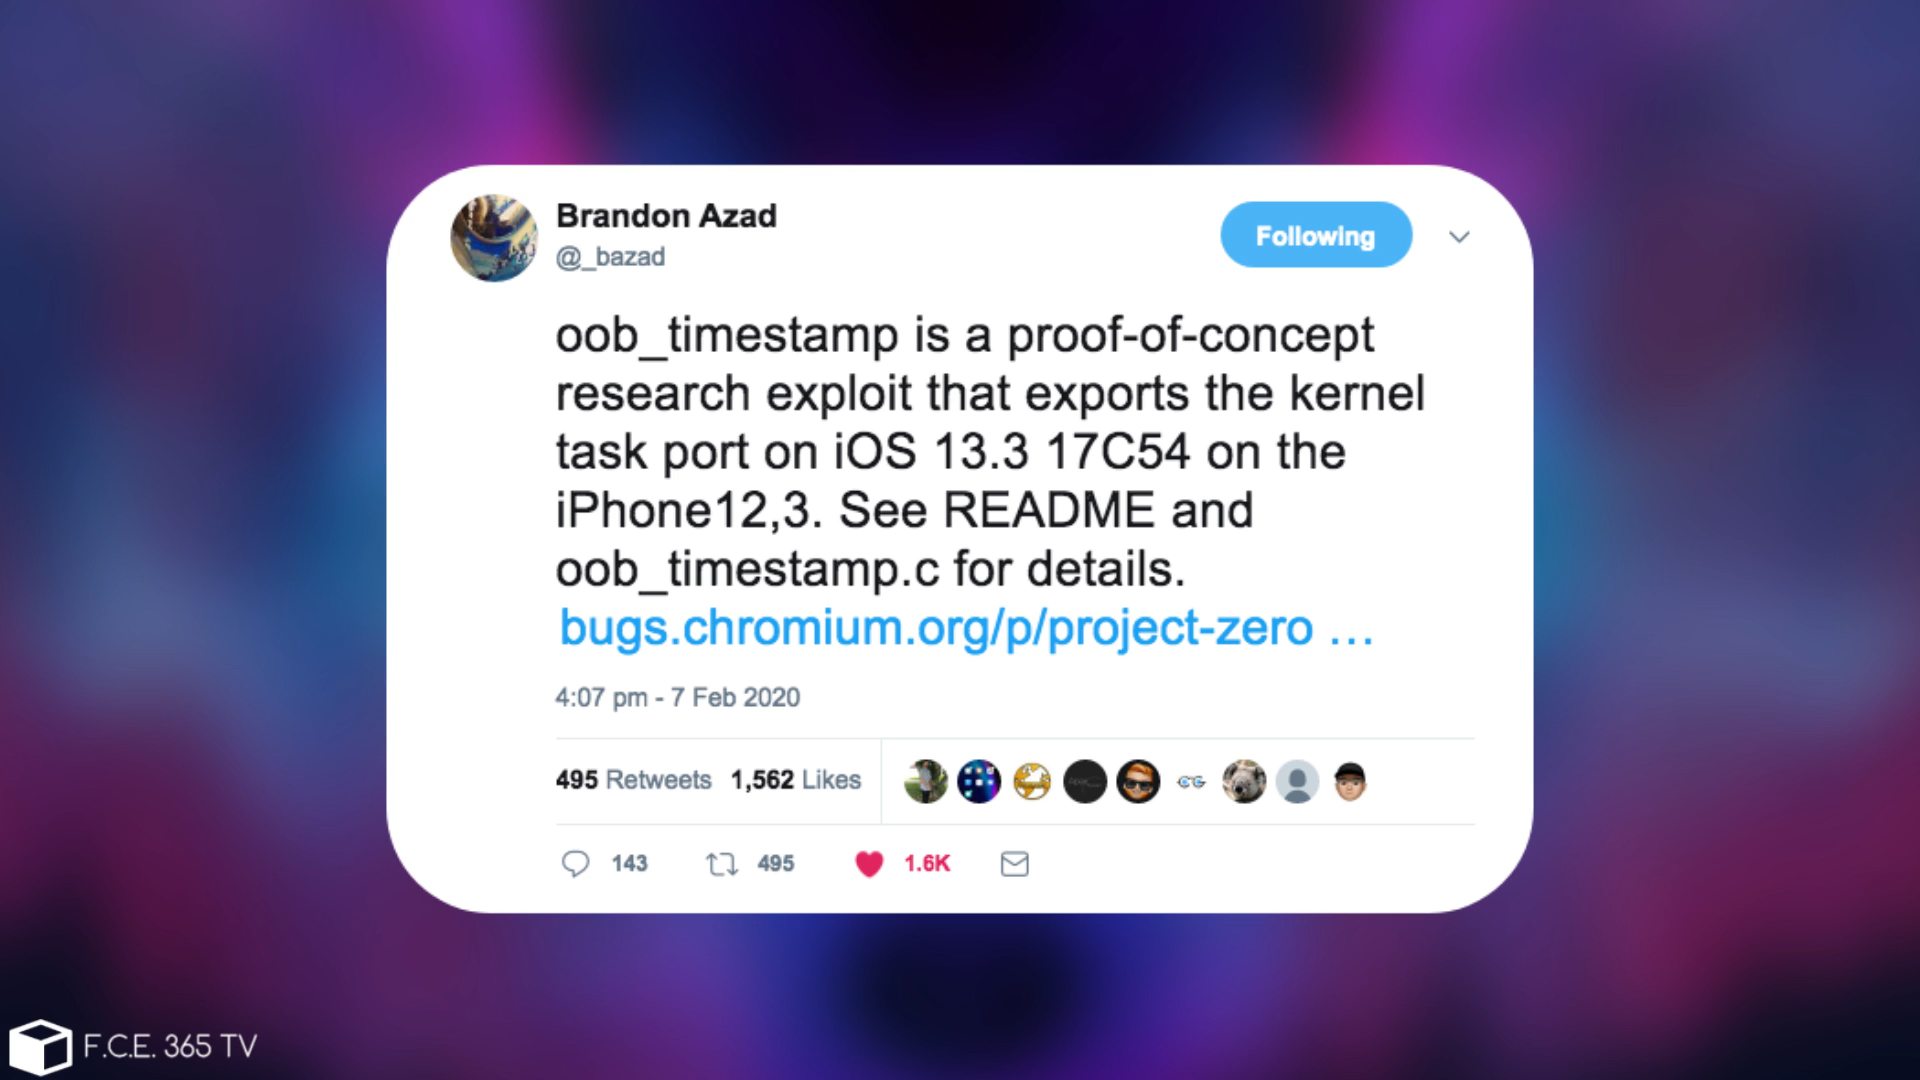 Brandon Azad
@_bazad
Following
oob_timestamp is a proof-of-concept
research exploit that exports the kernel
task port on iOS 13.3 17C54 on the
iPhone12,3. See README and
oob_timestamp.c for details.
bugs.chromium.org/p/project-zero …
4:07 pm - 7 Feb 2020
495 Retweets 1,562 Likes
143 495 1.6K
F.C.E. 365 TV